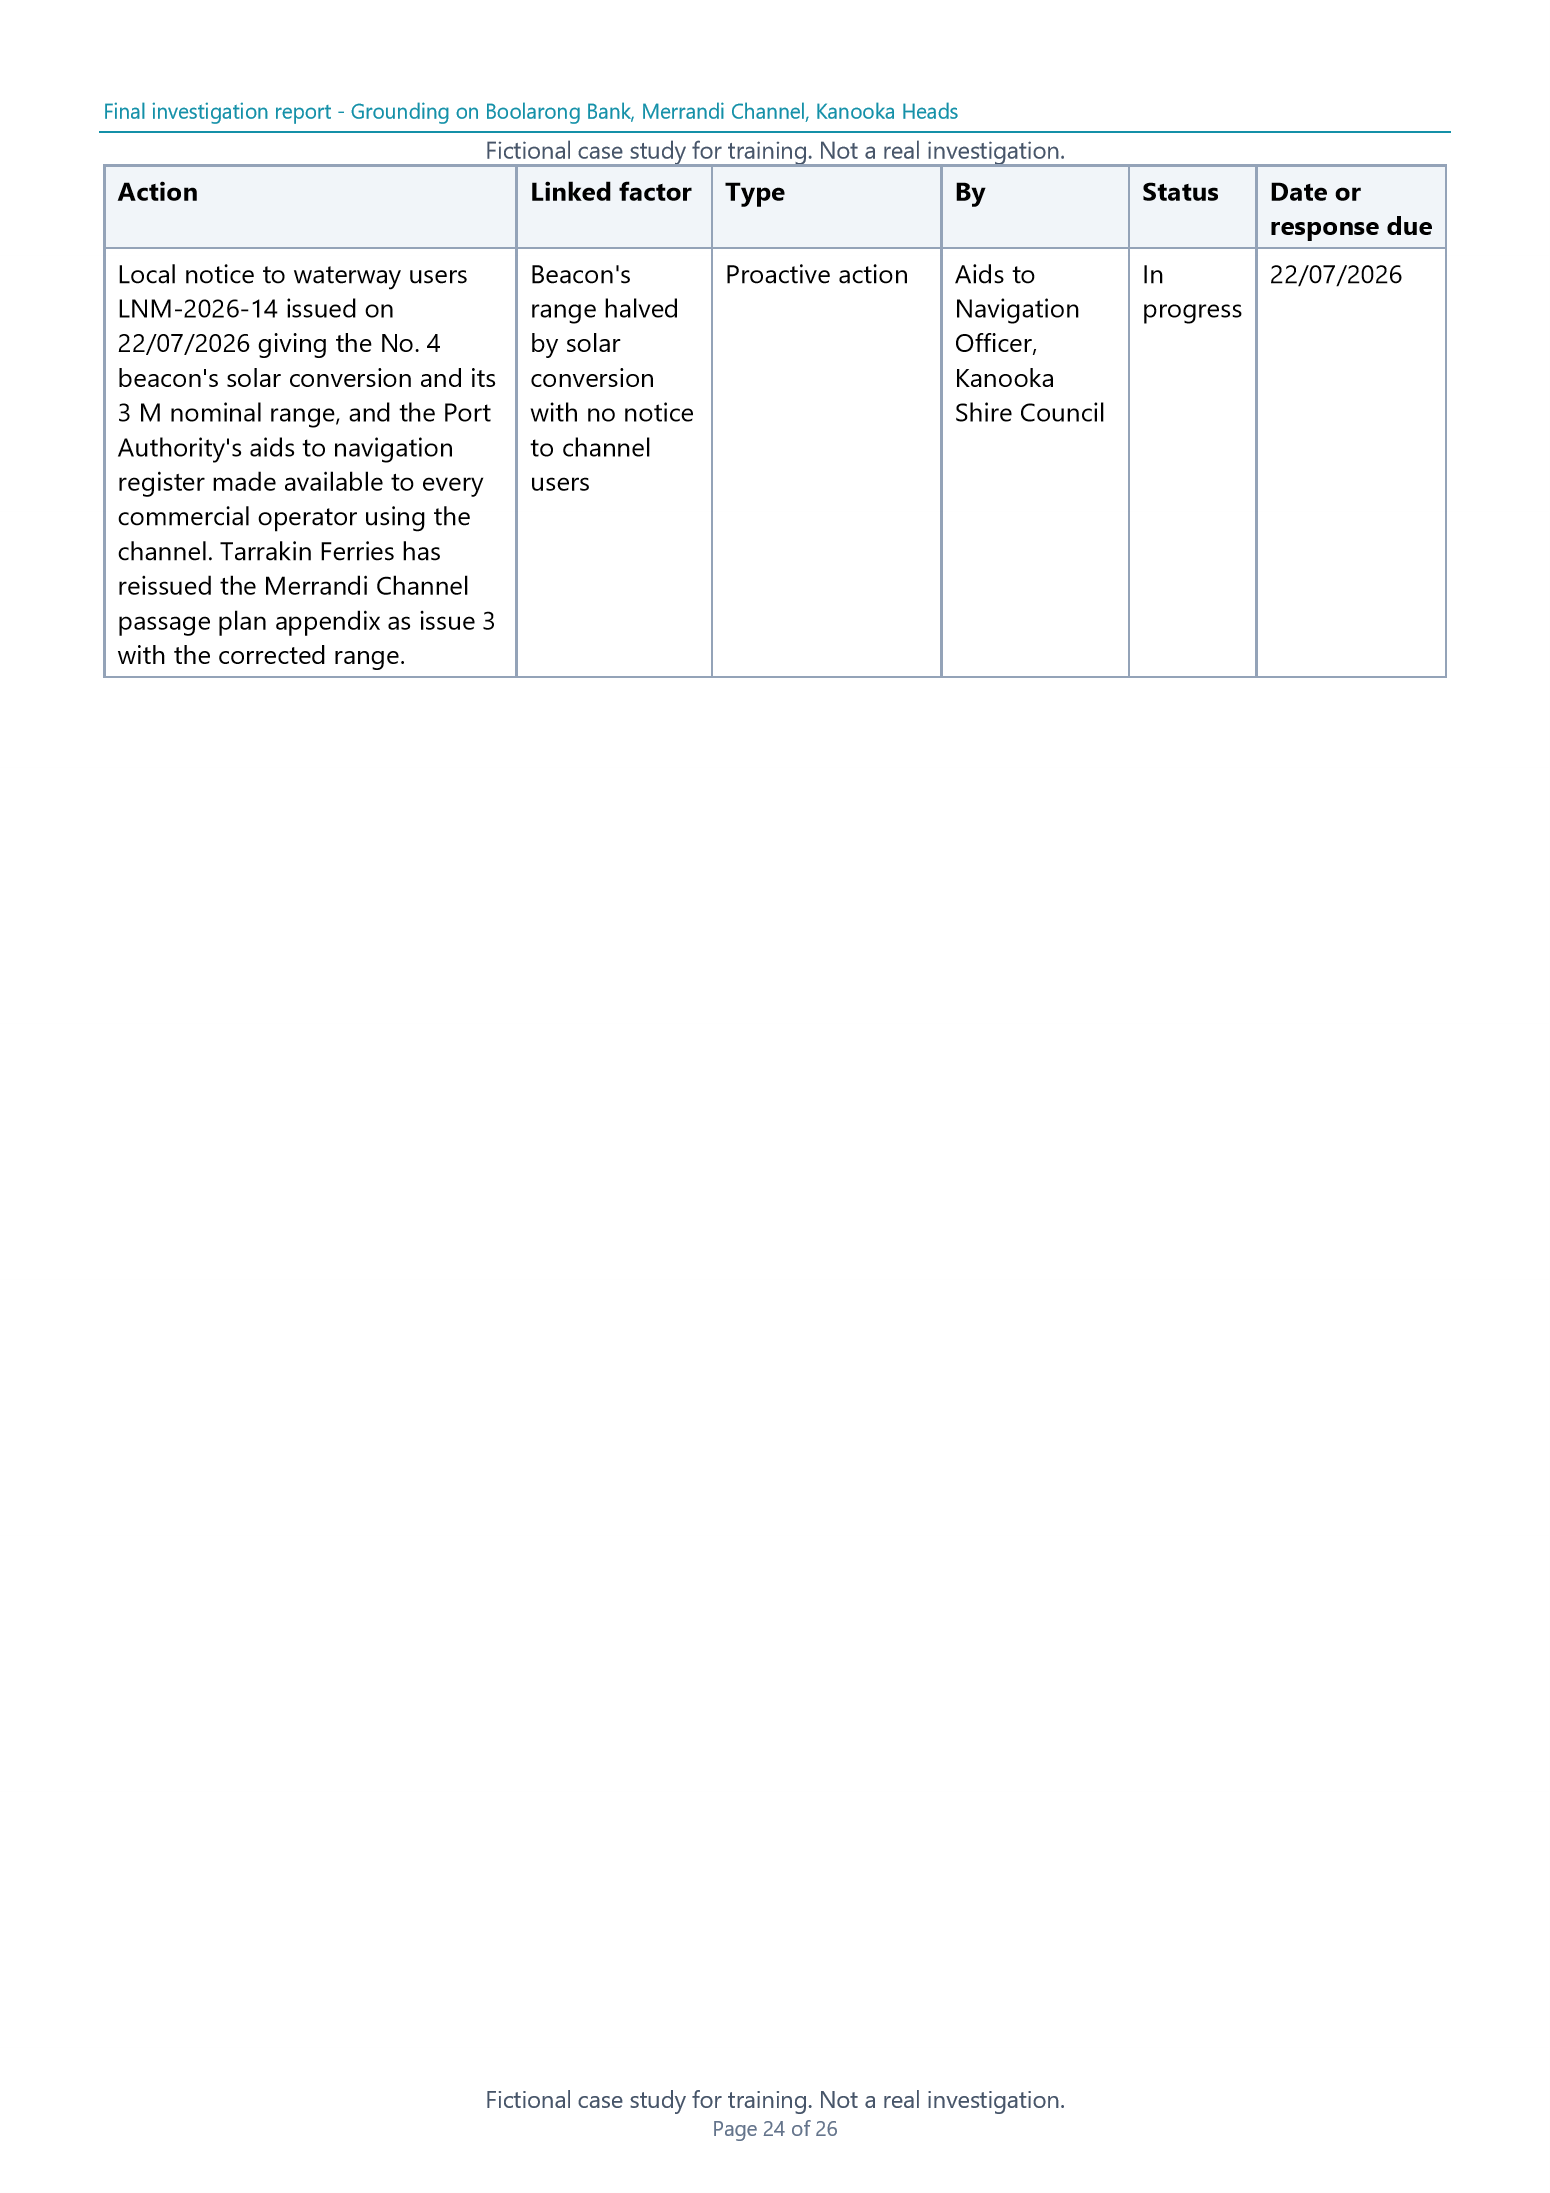 Final investigation report - Grounding on Boolarong Bank, Merrandi Channel, Kanooka Heads
Fictional case study for training. Not a real investigation.
Action
Linked factor
Type
By
Status
Date or
response due
Local notice to waterway users
LNM-2026-14 issued on
22/07/2026 giving the No. 4
beacon's solar conversion and its
3 M nominal range, and the Port
Authority's aids to navigation
register made available to every
commercial operator using the
channel. Tarrakin Ferries has
reissued the Merrandi Channel
passage plan appendix as issue 3
with the corrected range.
Beacon's
range halved
by solar
conversion
with no notice
to channel
users
Proactive action
Aids to
Navigation
Officer,
Kanooka
Shire Council
In
progress
22/07/2026
Fictional case study for training. Not a real investigation.
Page 24 of 26